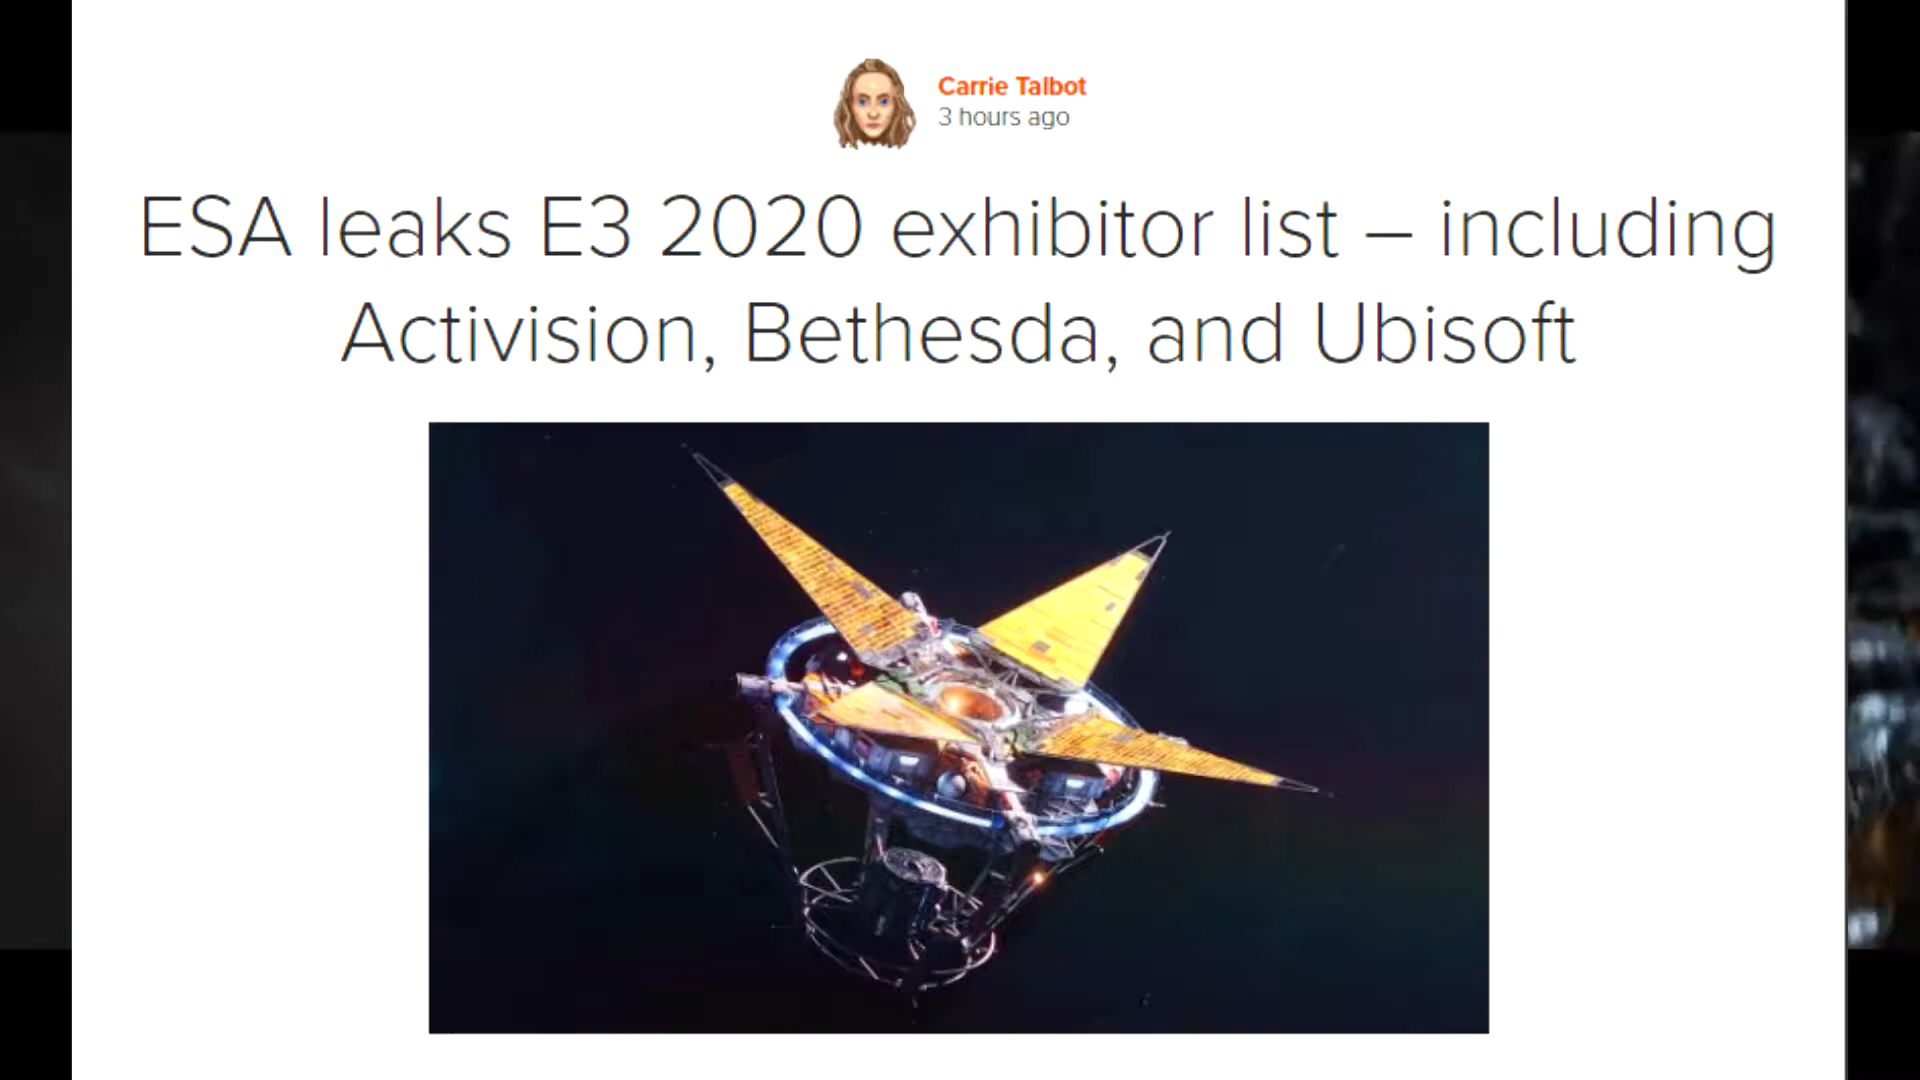 Carrie Talbot
3 hours ago
ESA leaks E3 2020 exhibitor list – including
Activision, Bethesda, and Ubisoft